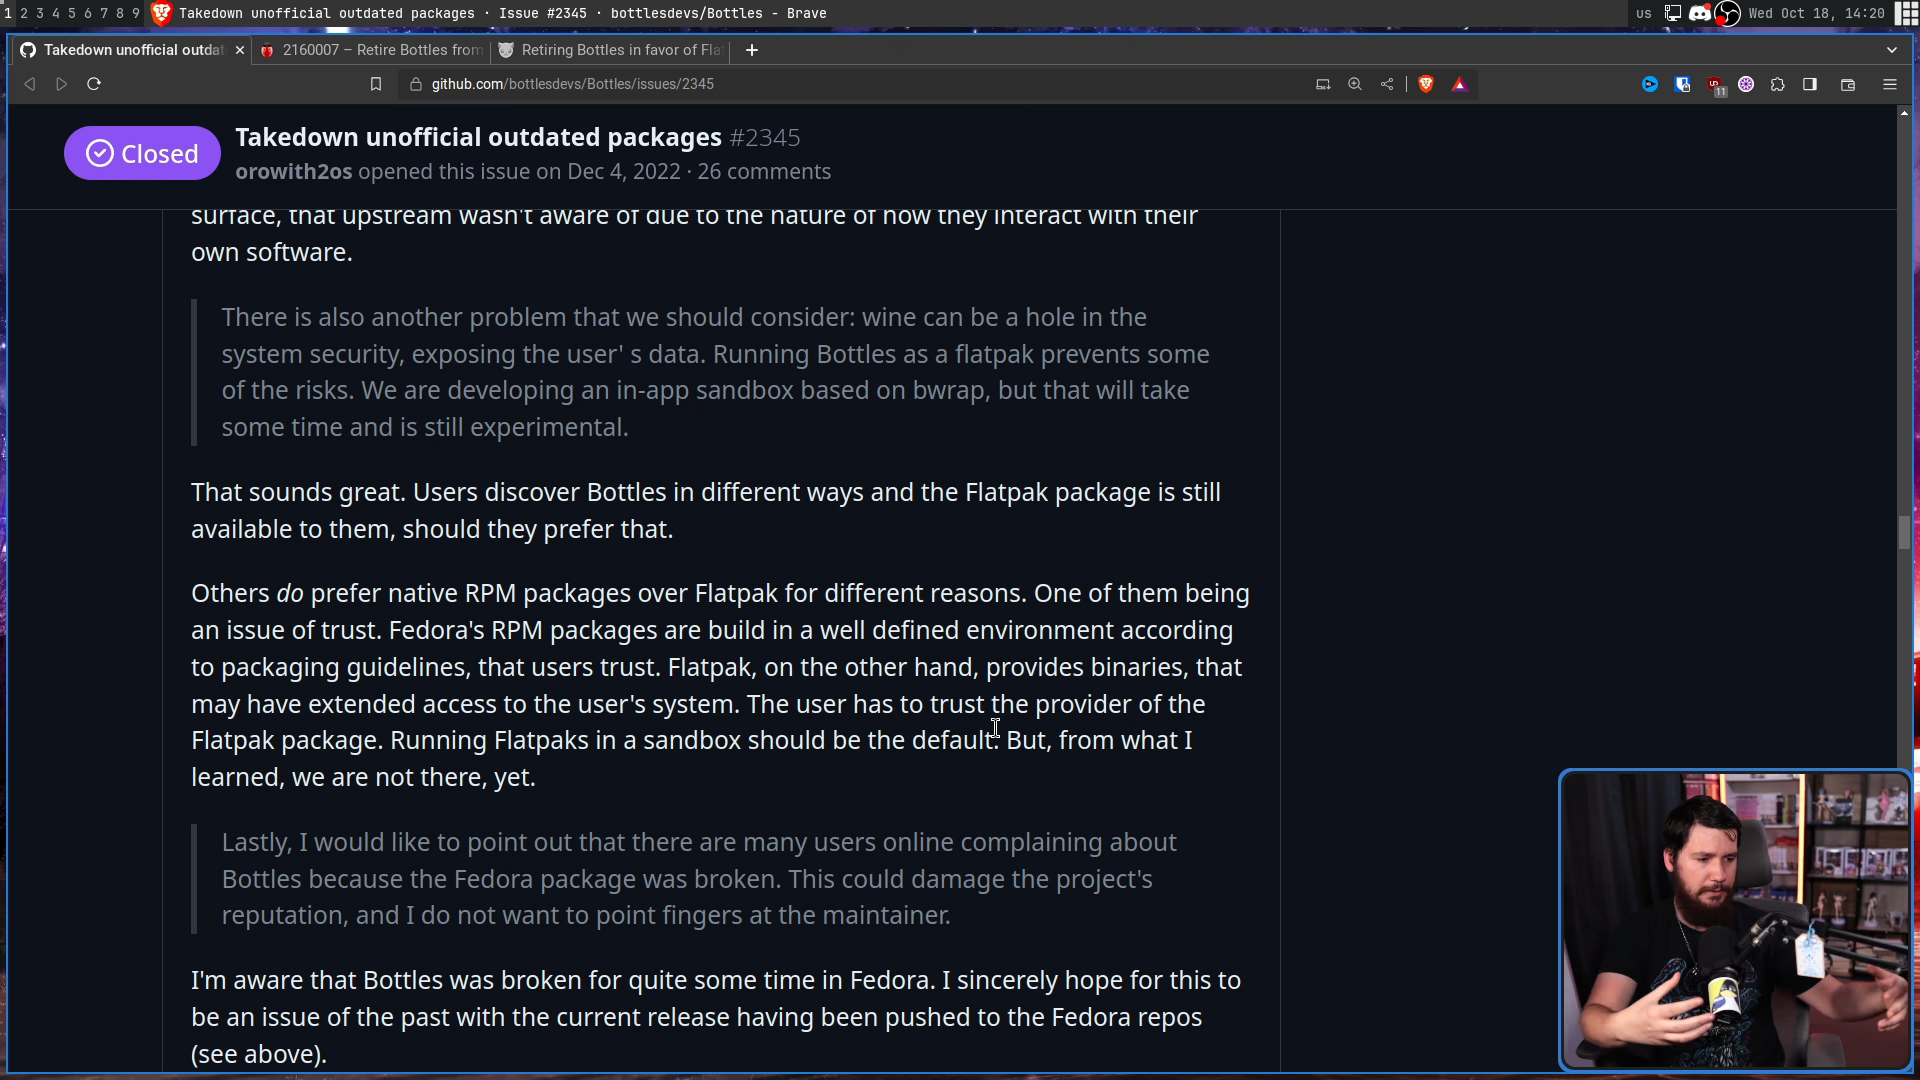 1 2 3 4 5 6 7 8 9 Takedown unofficial outdated packages · Issue #2345 · bottlesdevs/Bottles - Brave us Wed Oct 18, 14:20
Takedown unofficial outda 2160007 – Retire Bottles from Retiring Bottles in favor of Fla
github.com/bottlesdevs/Bottles/issues/2345 11
Closed
Takedown unofficial outdated packages #2345
orowith2os opened this issue on Dec 4, 2022 · 26 comments
surface, that upstream wasn't aware of due to the nature of how they interact with their
own software.
There is also another problem that we should consider: wine can be a hole in the
system security, exposing the user' s data. Running Bottles as a flatpak prevents some
of the risks. We are developing an in-app sandbox based on bwrap, but that will take
some time and is still experimental.
That sounds great. Users discover Bottles in different ways and the Flatpak package is still
available to them, should they prefer that.
Others do prefer native RPM packages over Flatpak for different reasons. One of them being
an issue of trust. Fedora's RPM packages are build in a well defined environment according
to packaging guidelines, that users trust. Flatpak, on the other hand, provides binaries, that
may have extended access to the user's system. The user has to trust the provider of the
Flatpak package. Running Flatpaks in a sandbox should be the default. But, from what I
learned, we are not there, yet.
Lastly, I would like to point out that there are many users online complaining about
Bottles because the Fedora package was broken. This could damage the project's
reputation, and I do not want to point fingers at the maintainer.
I'm aware that Bottles was broken for quite some time in Fedora. I sincerely hope for this to
be an issue of the past with the current release having been pushed to the Fedora repos
(see above).